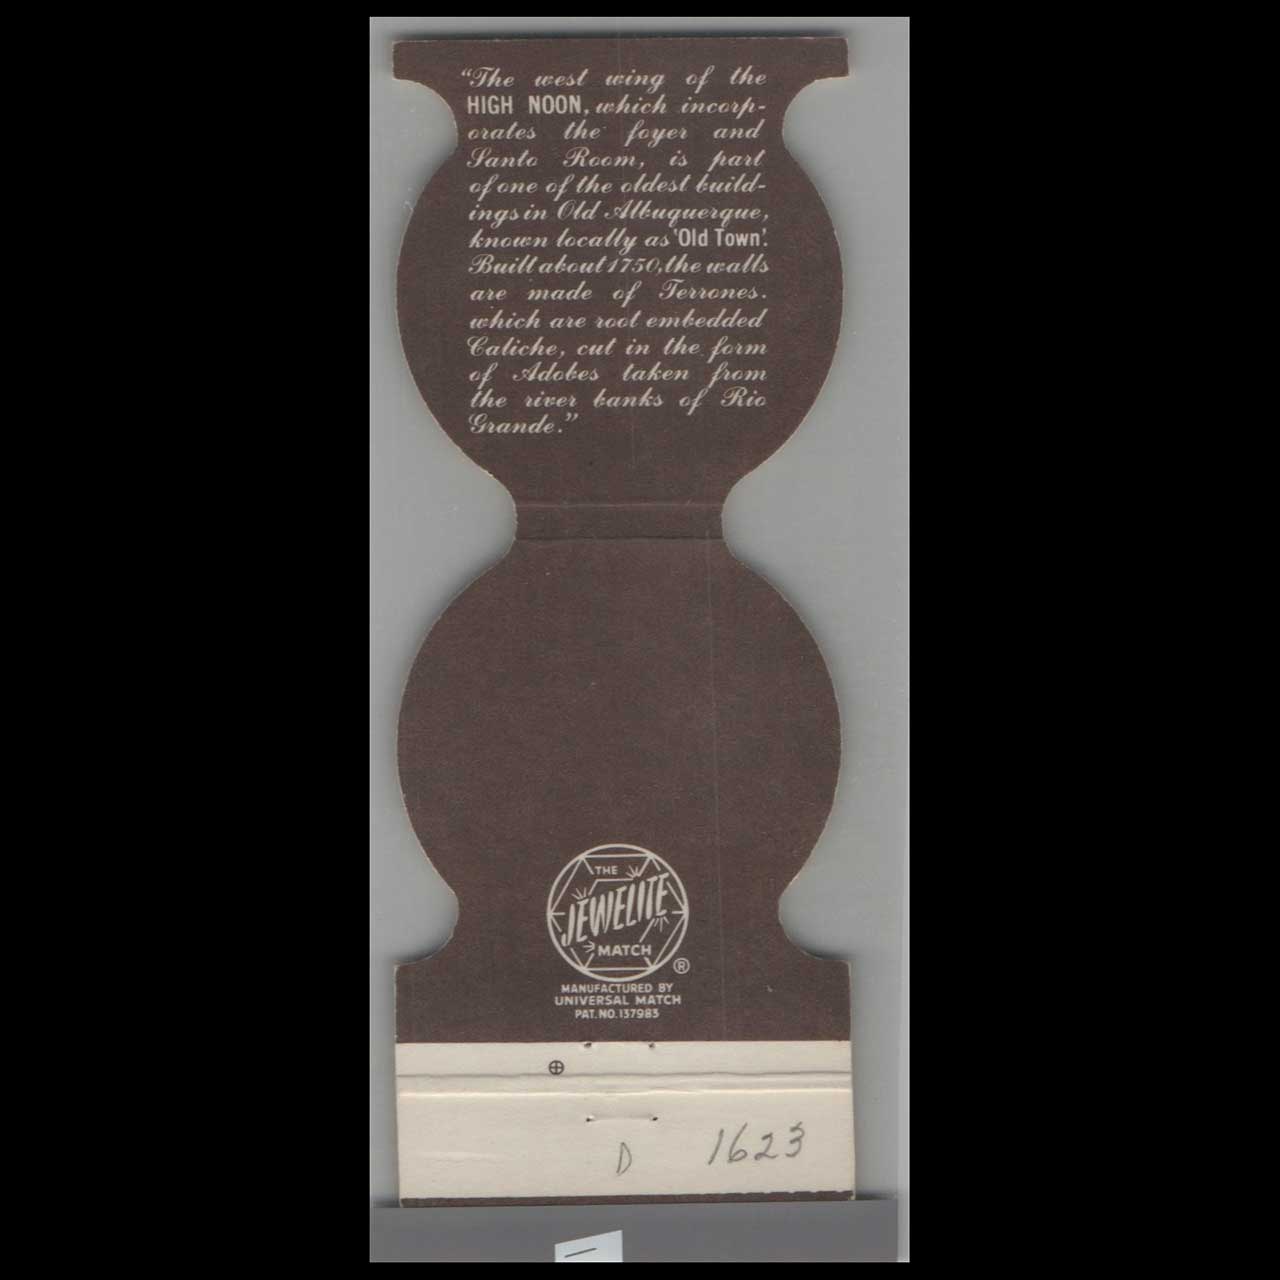 “The west wing of the
HIGH NOON, which incorp-
orates the foyer and
Santo Room, is part
of one of the oldest build-
ings in Old Albuquerque,
known locally as 'Old Town'.
Built about 1750, the walls
are made of Terrones.
which are root embedded
Caliche, cut in the form
of Adobes taken from
the river banks of Rio
Grande.”
THE
JEWELITE
MATCH
®
MANUFACTURED BY
UNIVERSAL MATCH
PAT. NO. 137983
D 1623